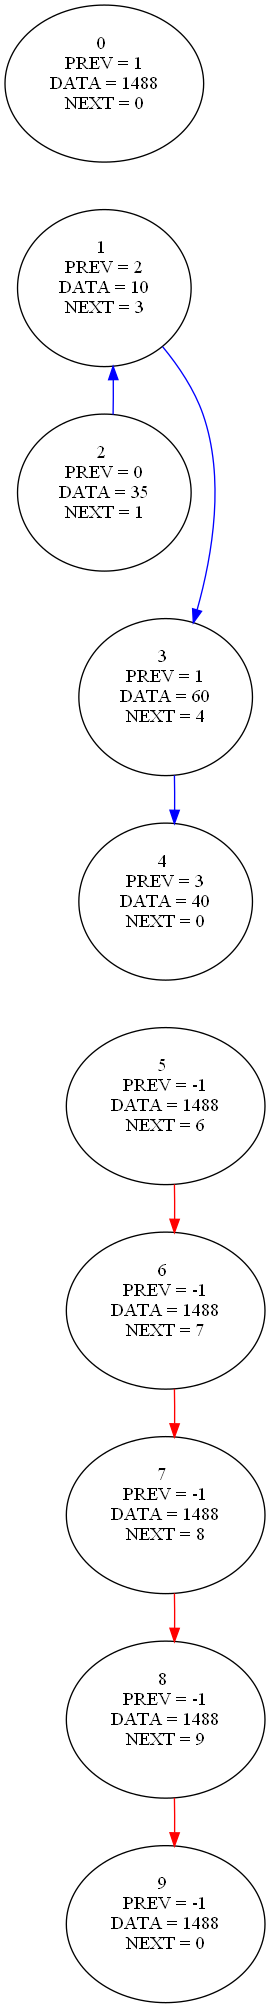 0
PREV = 1
DATA = 1488
NEXT = 0
1
PREV = 2
DATA = 10
NEXT = 3
2
PREV = 0
DATA = 35
NEXT = 1
3
PREV = 1
DATA = 60
NEXT = 4
4
PREV = 3
DATA = 40
NEXT = 0
5
PREV = -1
DATA = 1488
NEXT = 6
6
PREV = -1
DATA = 1488
NEXT = 7
7
PREV = -1
DATA = 1488
NEXT = 8
8
PREV = -1
DATA = 1488
NEXT = 9
9
PREV = -1
DATA = 1488
NEXT = 0